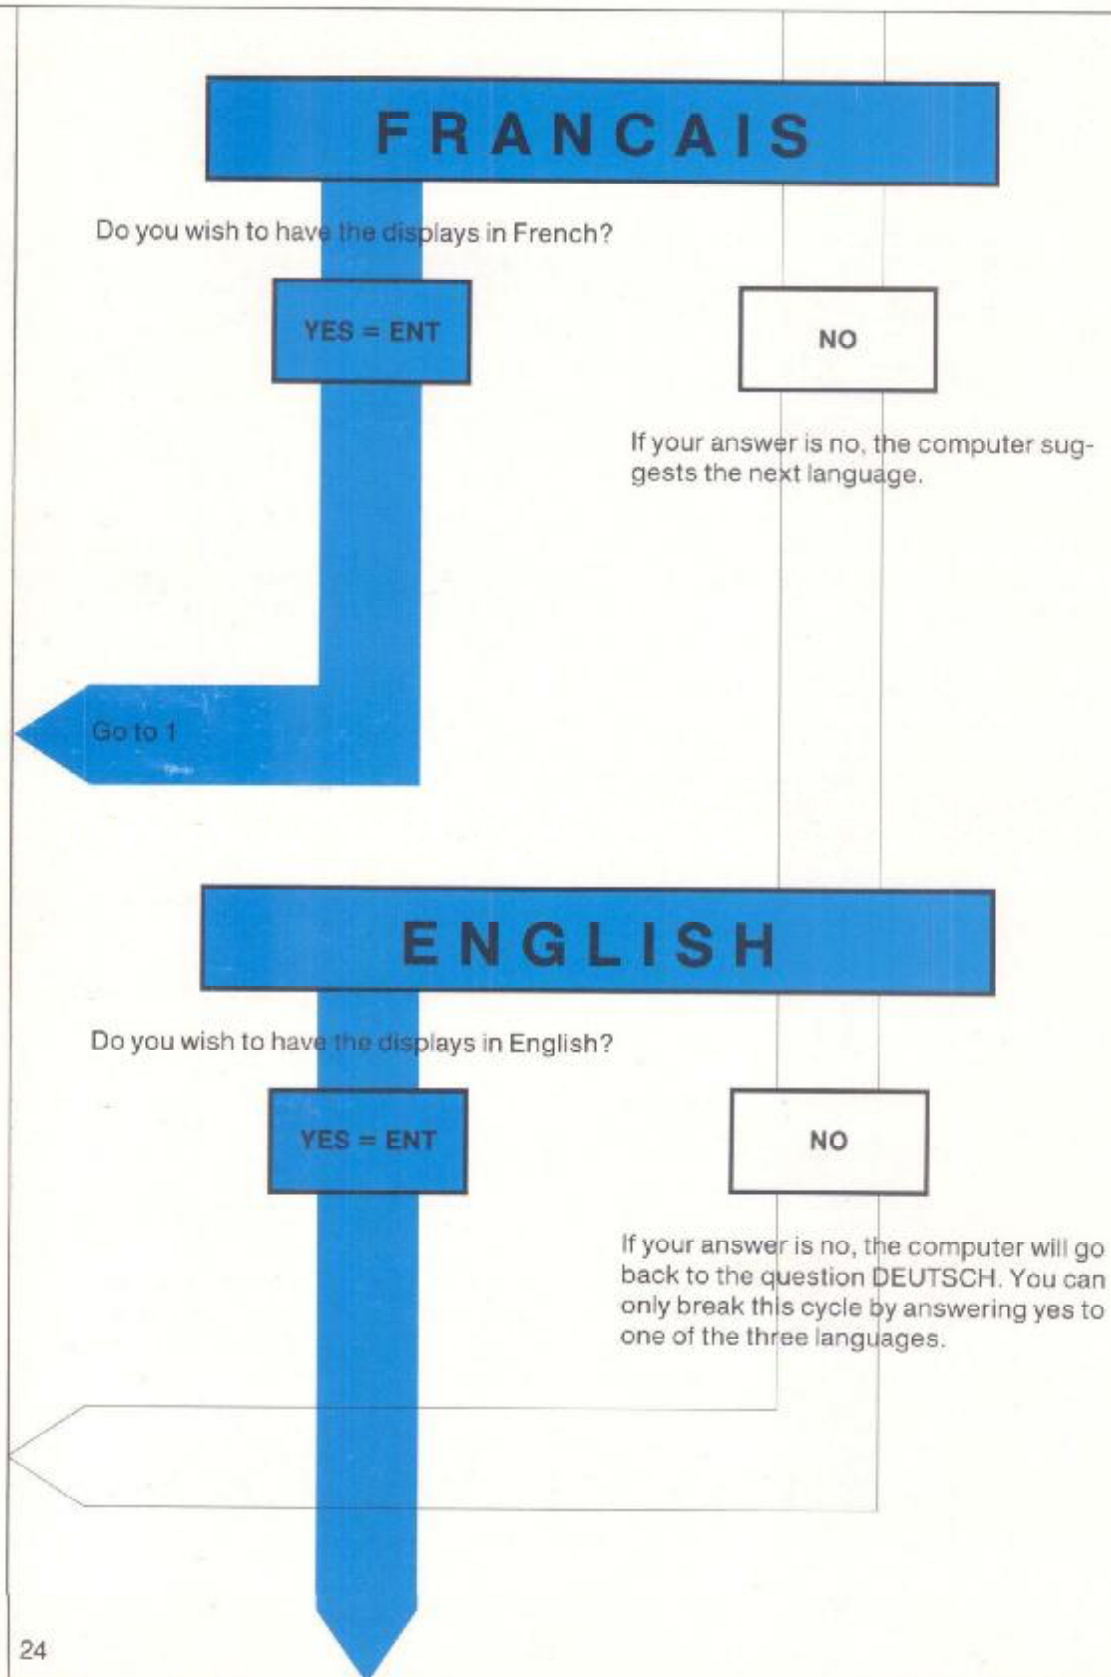 FRANCAIS
Do you wish to have the displays in French?
YES = ENT
NO
If your answer is no, the computer sug-
gests the next language.
Go to 1
ENGLISH
Do you wish to have the displays in English?
YES = ENT
NO
If your answer is no, the computer will go
back to the question DEUTSCH. You can
only break this cycle by answering yes to
one of the three languages.
24